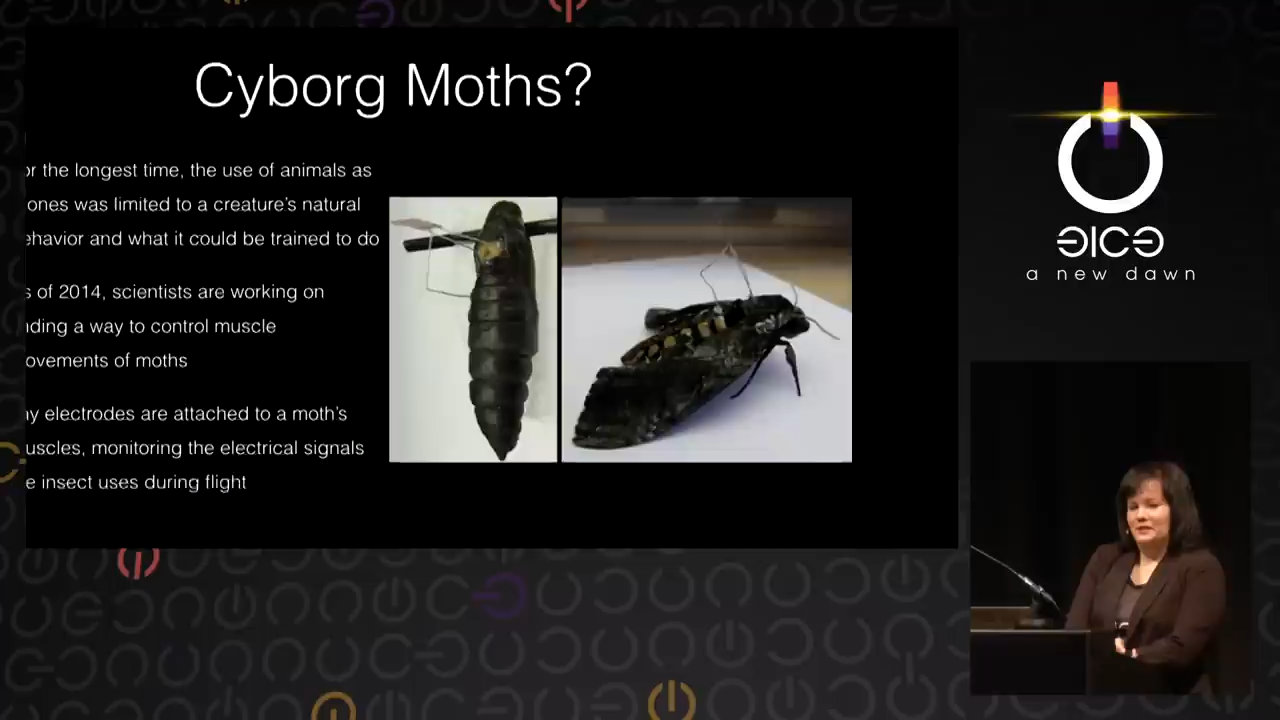 Cyborg Moths?
or the longest time, the use of animals as
ones was limited to a creature's natural
ehavior and what it could be trained to do
s of 2014, scientists are working on
nding a way to control muscle
ovements of moths
ny electrodes are attached to a moth's
uscles, monitoring the electrical signals
e insect uses during flight
31C3
a new dawn